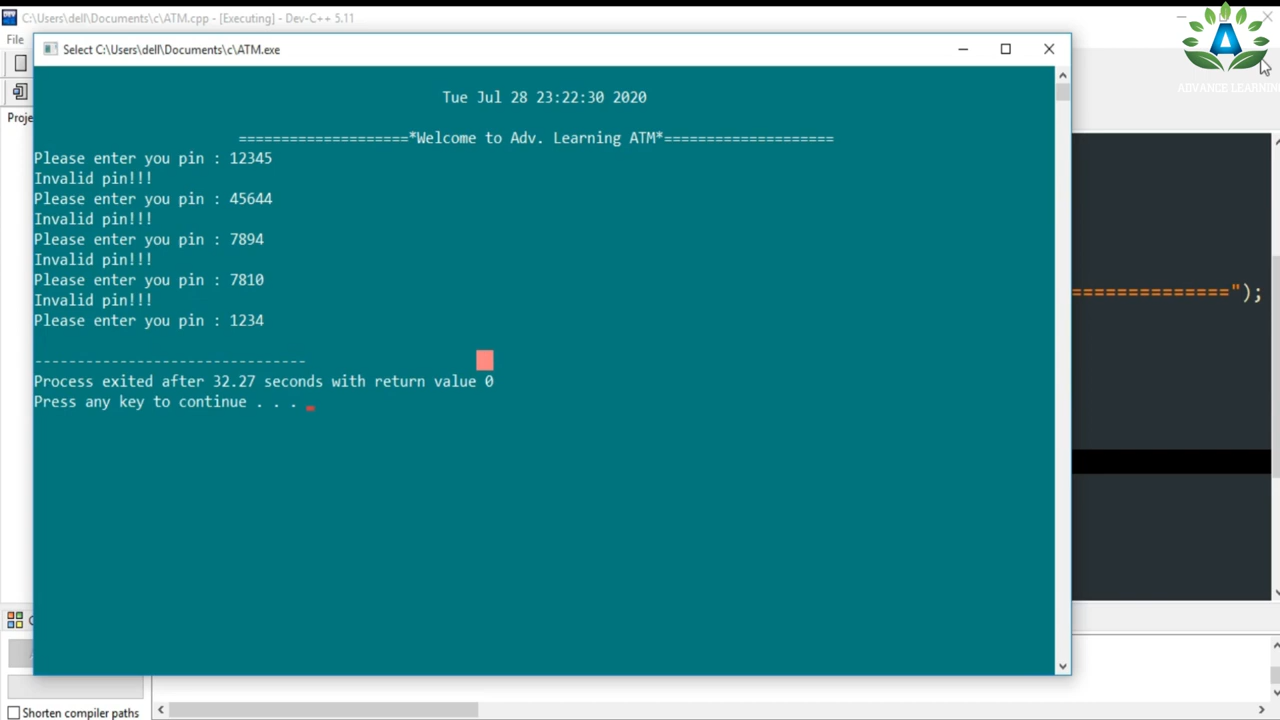 C:\Users\dell\Documents\c\ATM.cpp - [Executing] - Dev-C++ 5.11
File
Select C:\Users\dell\Documents\c\ATM.exe
A
ADVANCE LEARNING
Proje
Tue Jul 28 23:22:30 2020
===================*Welcome to Adv. Learning ATM*===================
Please enter you pin : 12345
Invalid pin!!!
Please enter you pin : 45644
Invalid pin!!!
Please enter you pin : 7894
Invalid pin!!!
Please enter you pin : 7810
Invalid pin!!!
==============");
Please enter you pin : 1234
--------------------------------
Process exited after 32.27 seconds with return value 0
Press any key to continue . . .
Shorten compiler paths